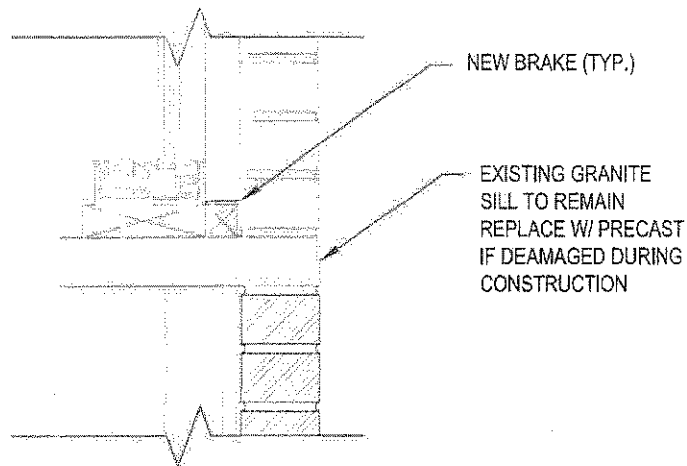 NEW BRAKE (TYP.)
EXISTING GRANITE
SILL TO REMAIN
REPLACE W/ PRECAST
IF DEAMAGED DURING
CONSTRUCTION